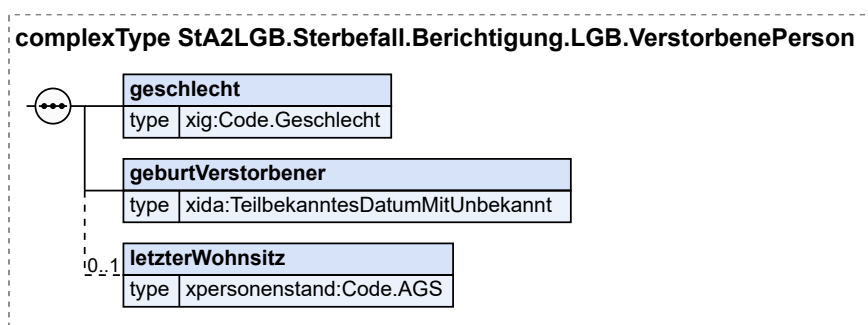 complexType StA2LGB.Sterbefall.Berichtigung.LGB.VerstorbenePerson
geschlecht
type xig:Code.Geschlecht
geburtVerstorbener
type xida:TeilbekanntesDatumMitUnbekannt
0..1
letzterWohnsitz
type xpersonenstand:Code.AGS